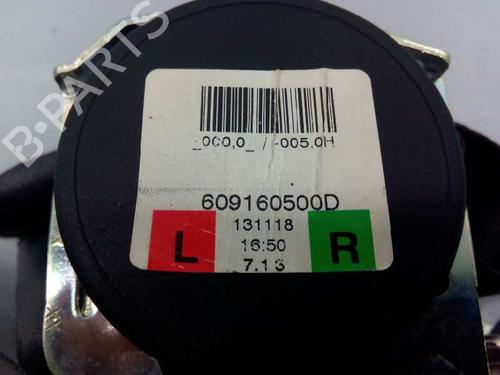 B-PARTS
_000,0_ / -005,0H
609160500D
131118
L 16:50 R
7.13